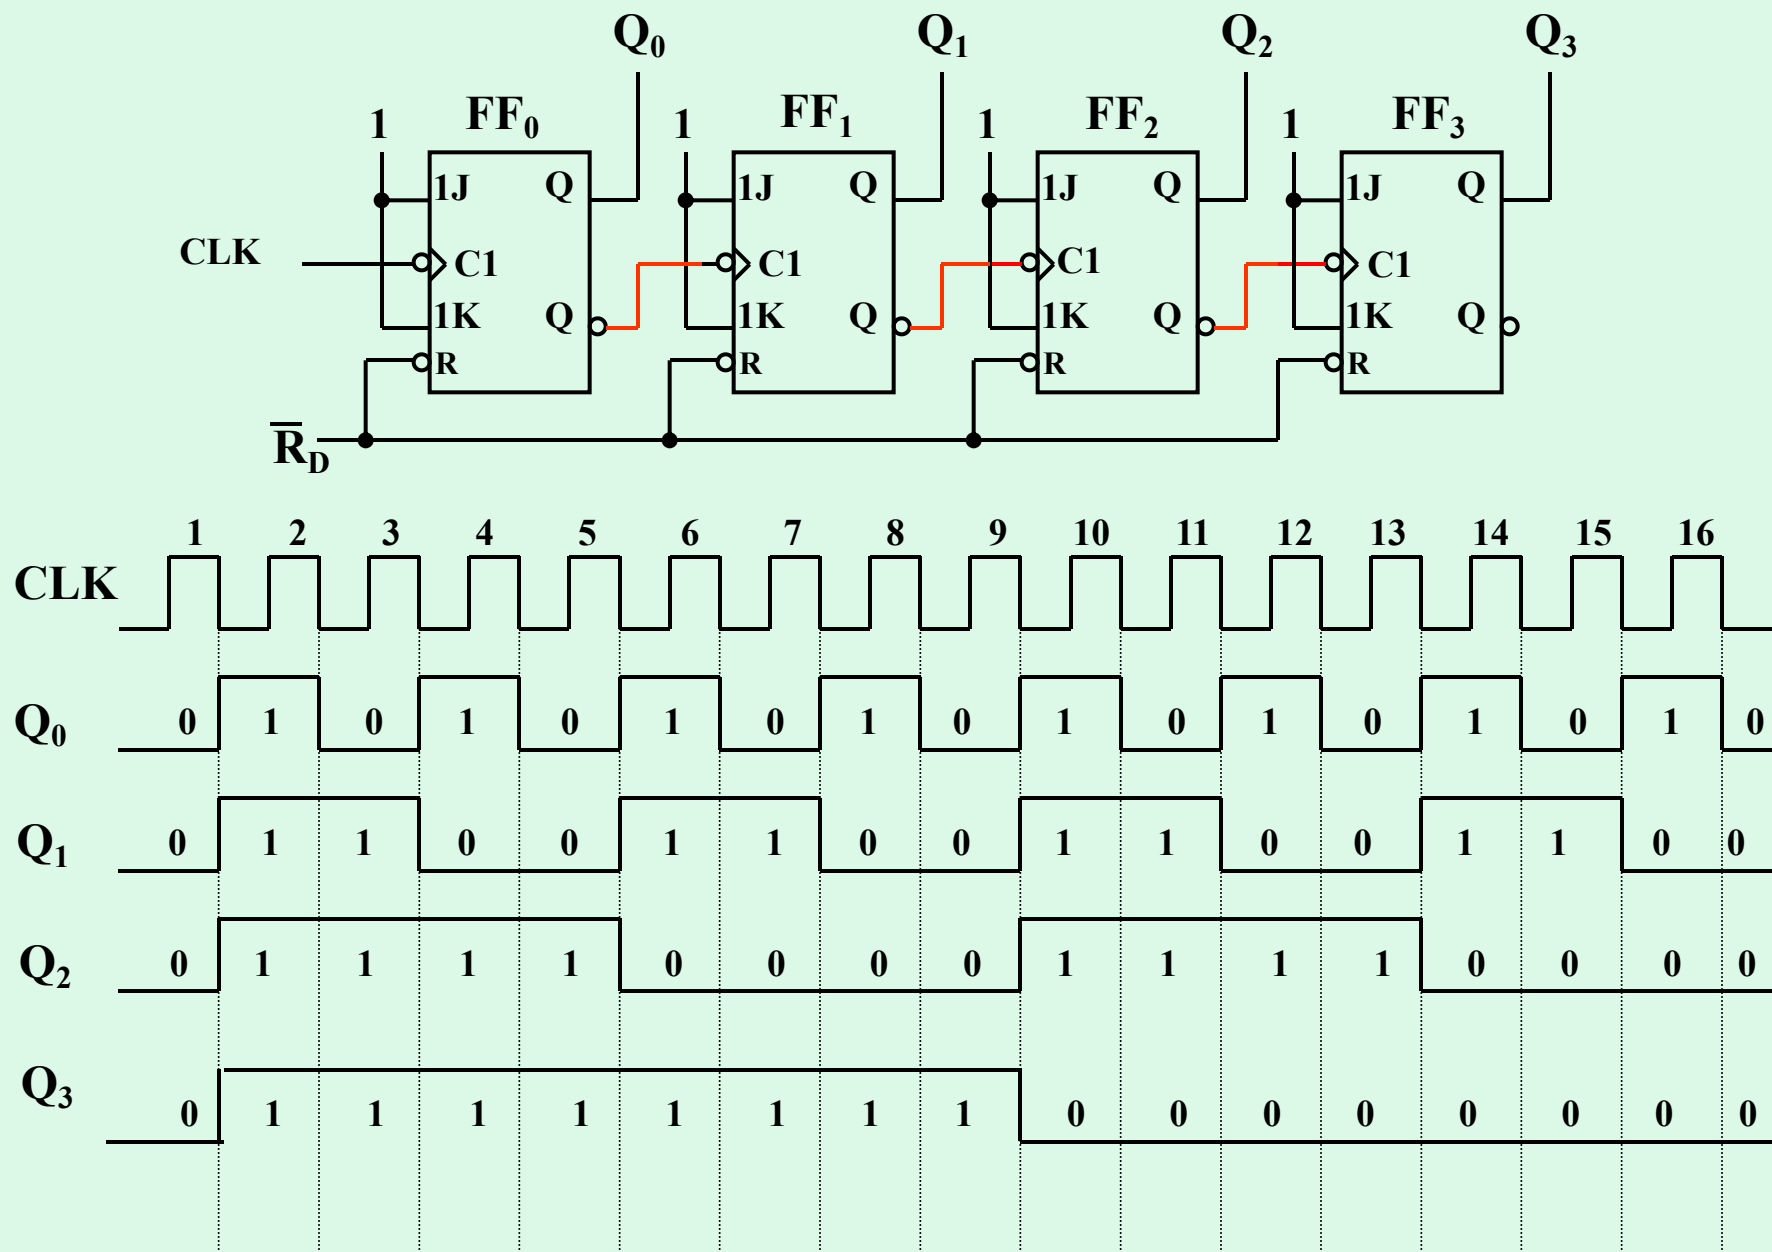 Q0 Q1 Q2 Q3
FF0 FF1 FF2 FF3
1 1 1 1
1J Q 1J Q 1J Q 1J Q
CLK C1 C1 C1 C1
1K Q 1K Q 1K Q 1K Q
R R R R
R̅D
1 2 3 4 5 6 7 8 9 10 11 12 13 14 15 16
CLK
Q0 0 1 0 1 0 1 0 1 0 1 0 1 0 1 0 1 0
Q1 0 1 1 0 0 1 1 0 0 1 1 0 0 1 1 0 0
Q2 0 1 1 1 1 0 0 0 0 1 1 1 1 0 0 0 0
Q3 0 1 1 1 1 1 1 1 1 0 0 0 0 0 0 0 0